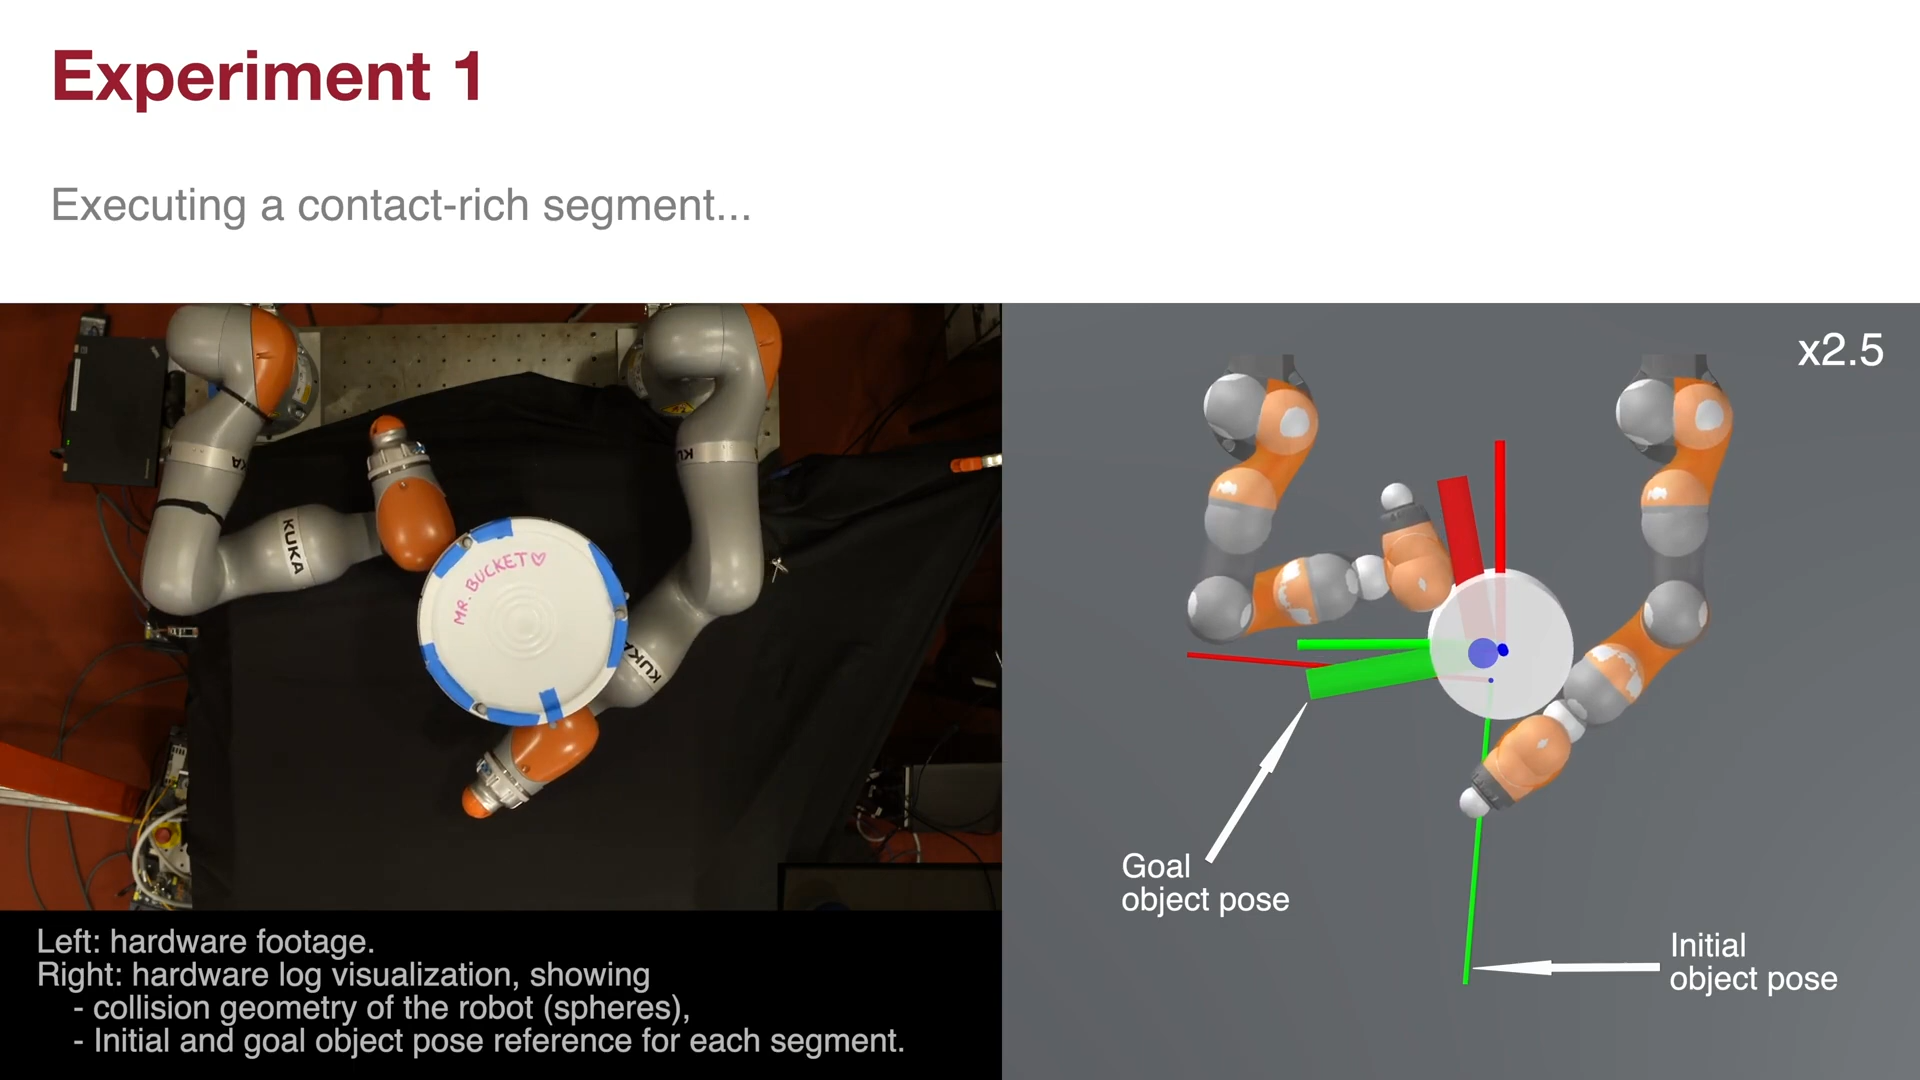 Experiment 1
Executing a contact-rich segment...
x2.5
KUKA
MR. BUCKET♡
KUKA
Goal
object pose
Initial
object pose
Left: hardware footage.
Right: hardware log visualization, showing
- collision geometry of the robot (spheres),
- Initial and goal object pose reference for each segment.